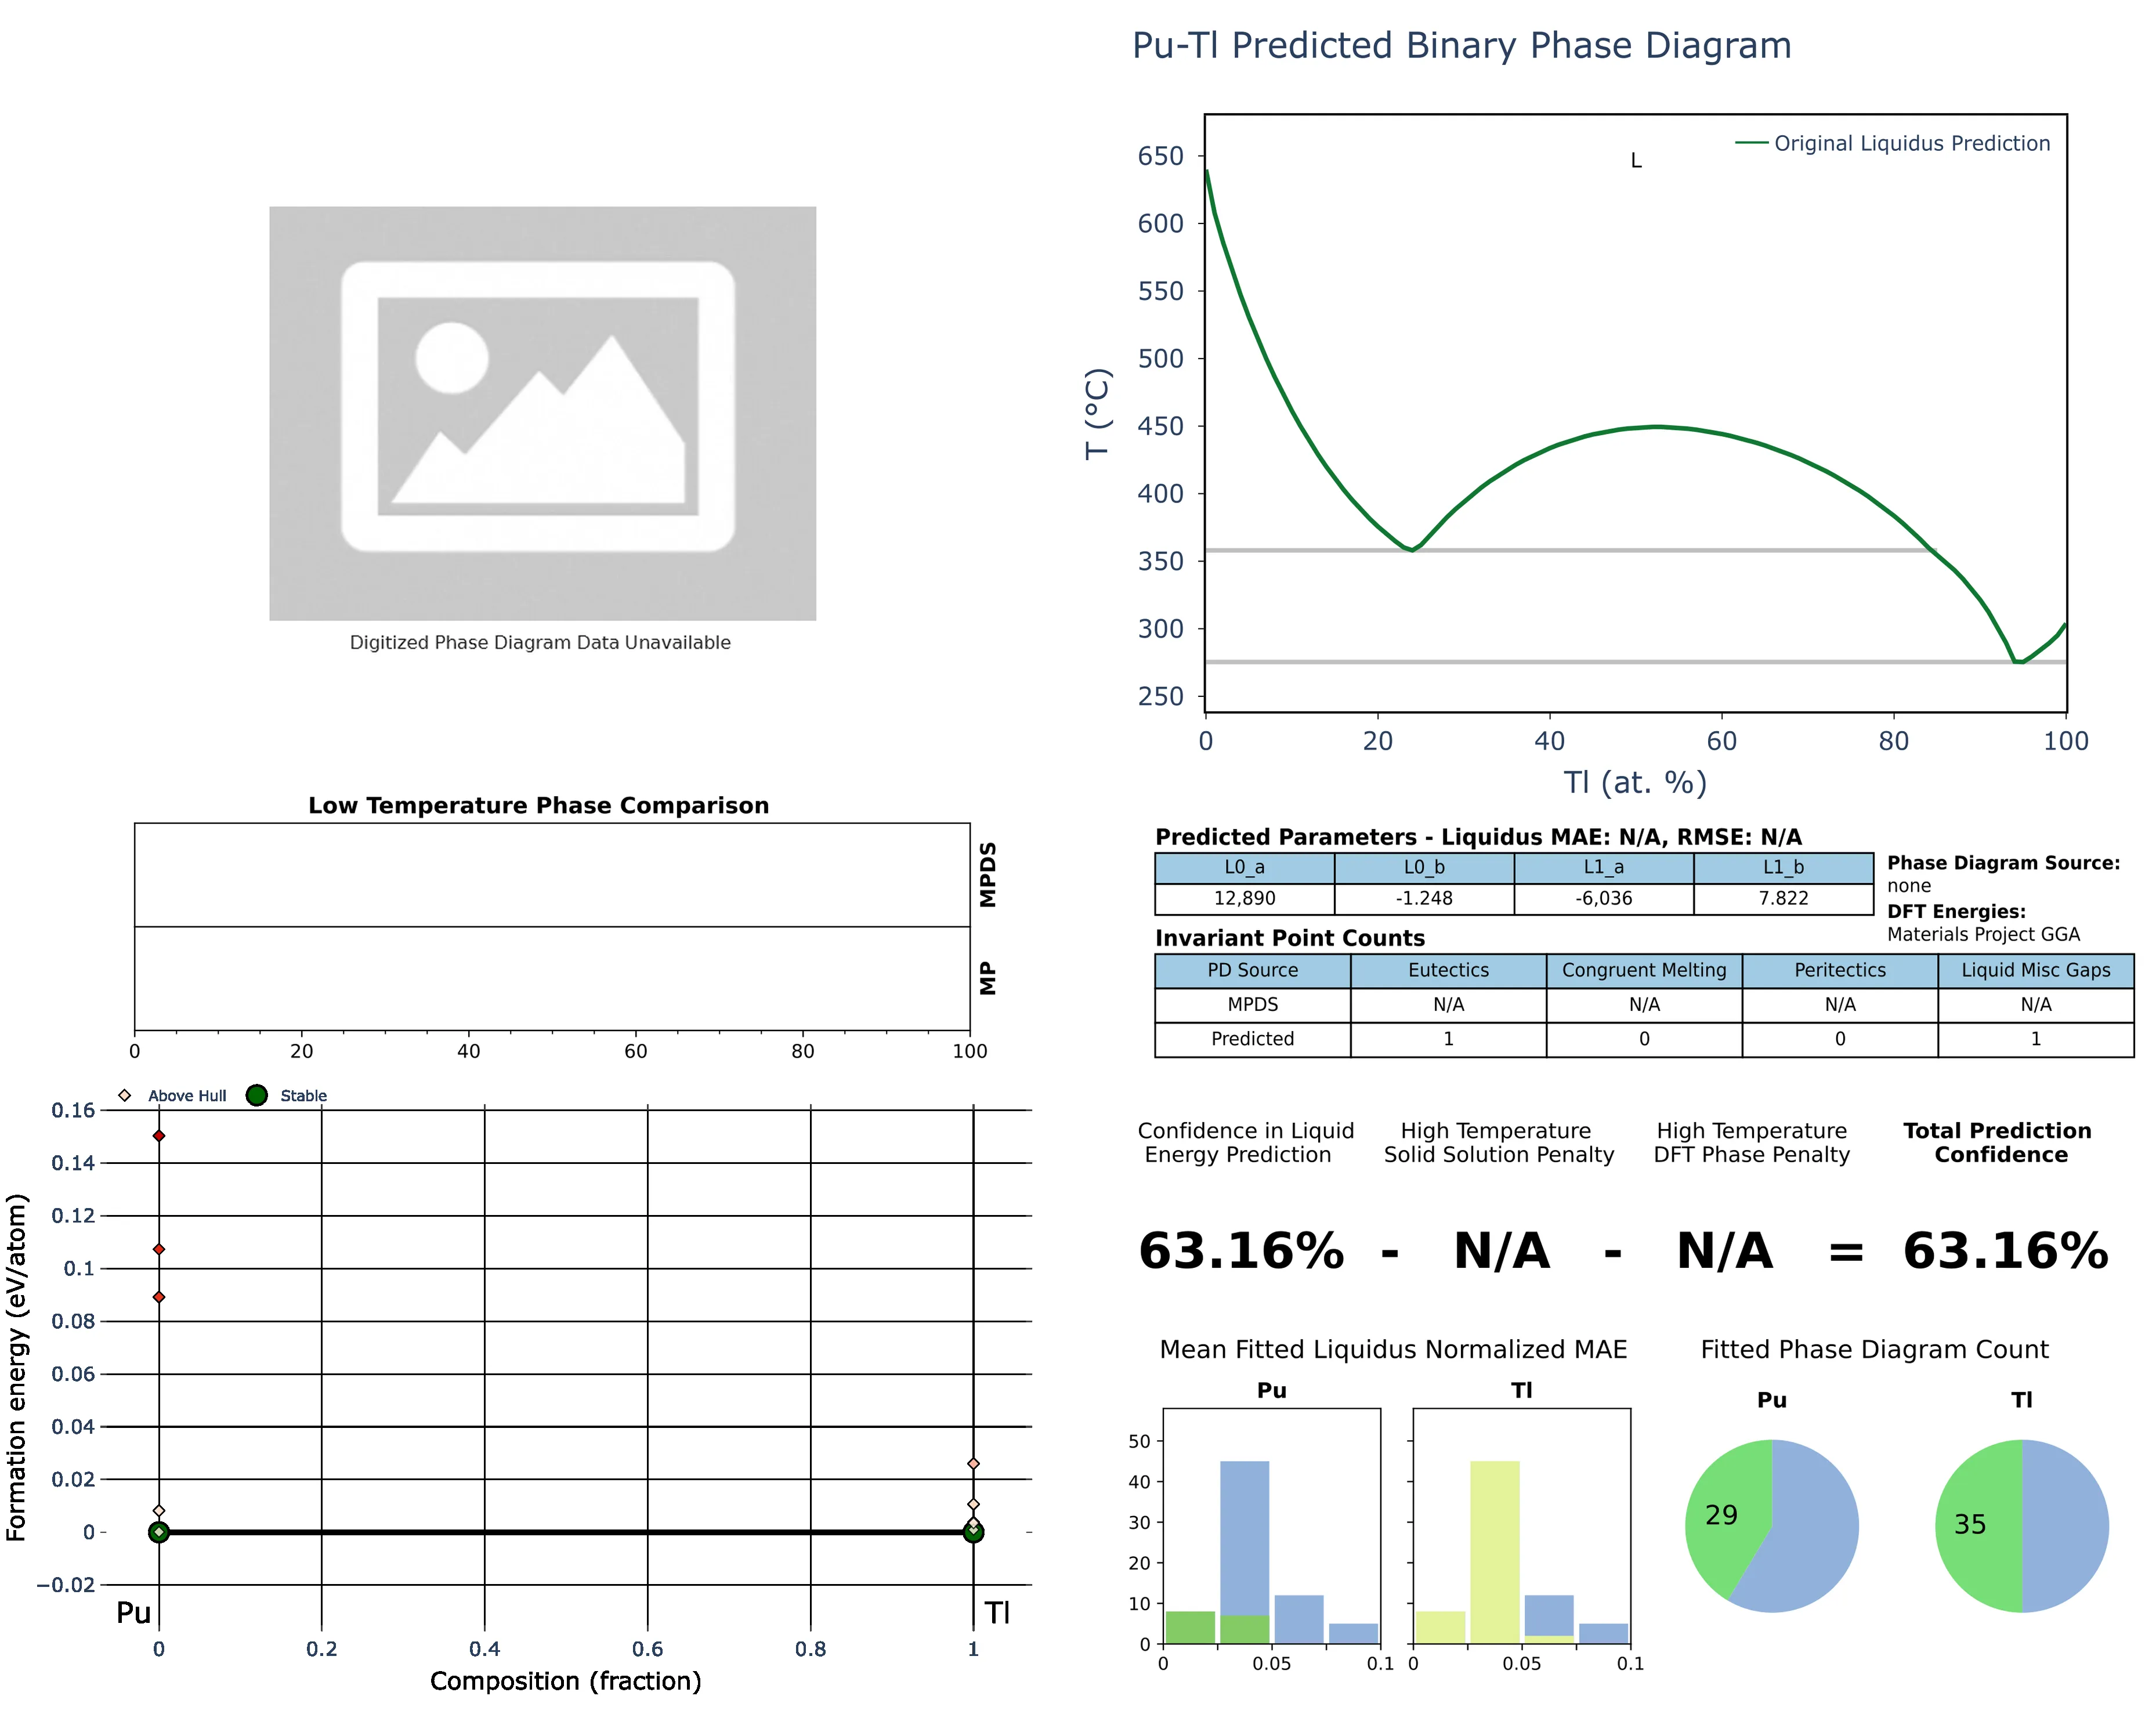 Pu-Tl Predicted Binary Phase Diagram
Digitized Phase Diagram Data Unavailable
Original Liquidus Prediction
L
650
600
550
500
450
400
350
300
250
T (°C)
0 20 40 60 80 100
Tl (at. %)
Low Temperature Phase Comparison
MPDS
MP
0 20 40 60 80 100
Predicted Parameters - Liquidus MAE: N/A, RMSE: N/A
L0_a L0_b L1_a L1_b
12,890 -1.248 -6,036 7.822
Phase Diagram Source:
none
DFT Energies:
Materials Project GGA
Invariant Point Counts
PD Source Eutectics Congruent Melting Peritectics Liquid Misc Gaps
MPDS N/A N/A N/A N/A
Predicted 1 0 0 1
Above Hull Stable
0.16
0.14
0.12
0.1
0.08
0.06
0.04
0.02
0
−0.02
Formation energy (eV/atom)
Pu Tl
0 0.2 0.4 0.6 0.8 1
Composition (fraction)
Confidence in Liquid
Energy Prediction
High Temperature
Solid Solution Penalty
High Temperature
DFT Phase Penalty
Total Prediction
Confidence
63.16% - N/A - N/A = 63.16%
Mean Fitted Liquidus Normalized MAE
Pu Tl
50
40
30
20
10
0
0 0.05 0.1 0 0.05 0.1
Fitted Phase Diagram Count
Pu Tl
29 35